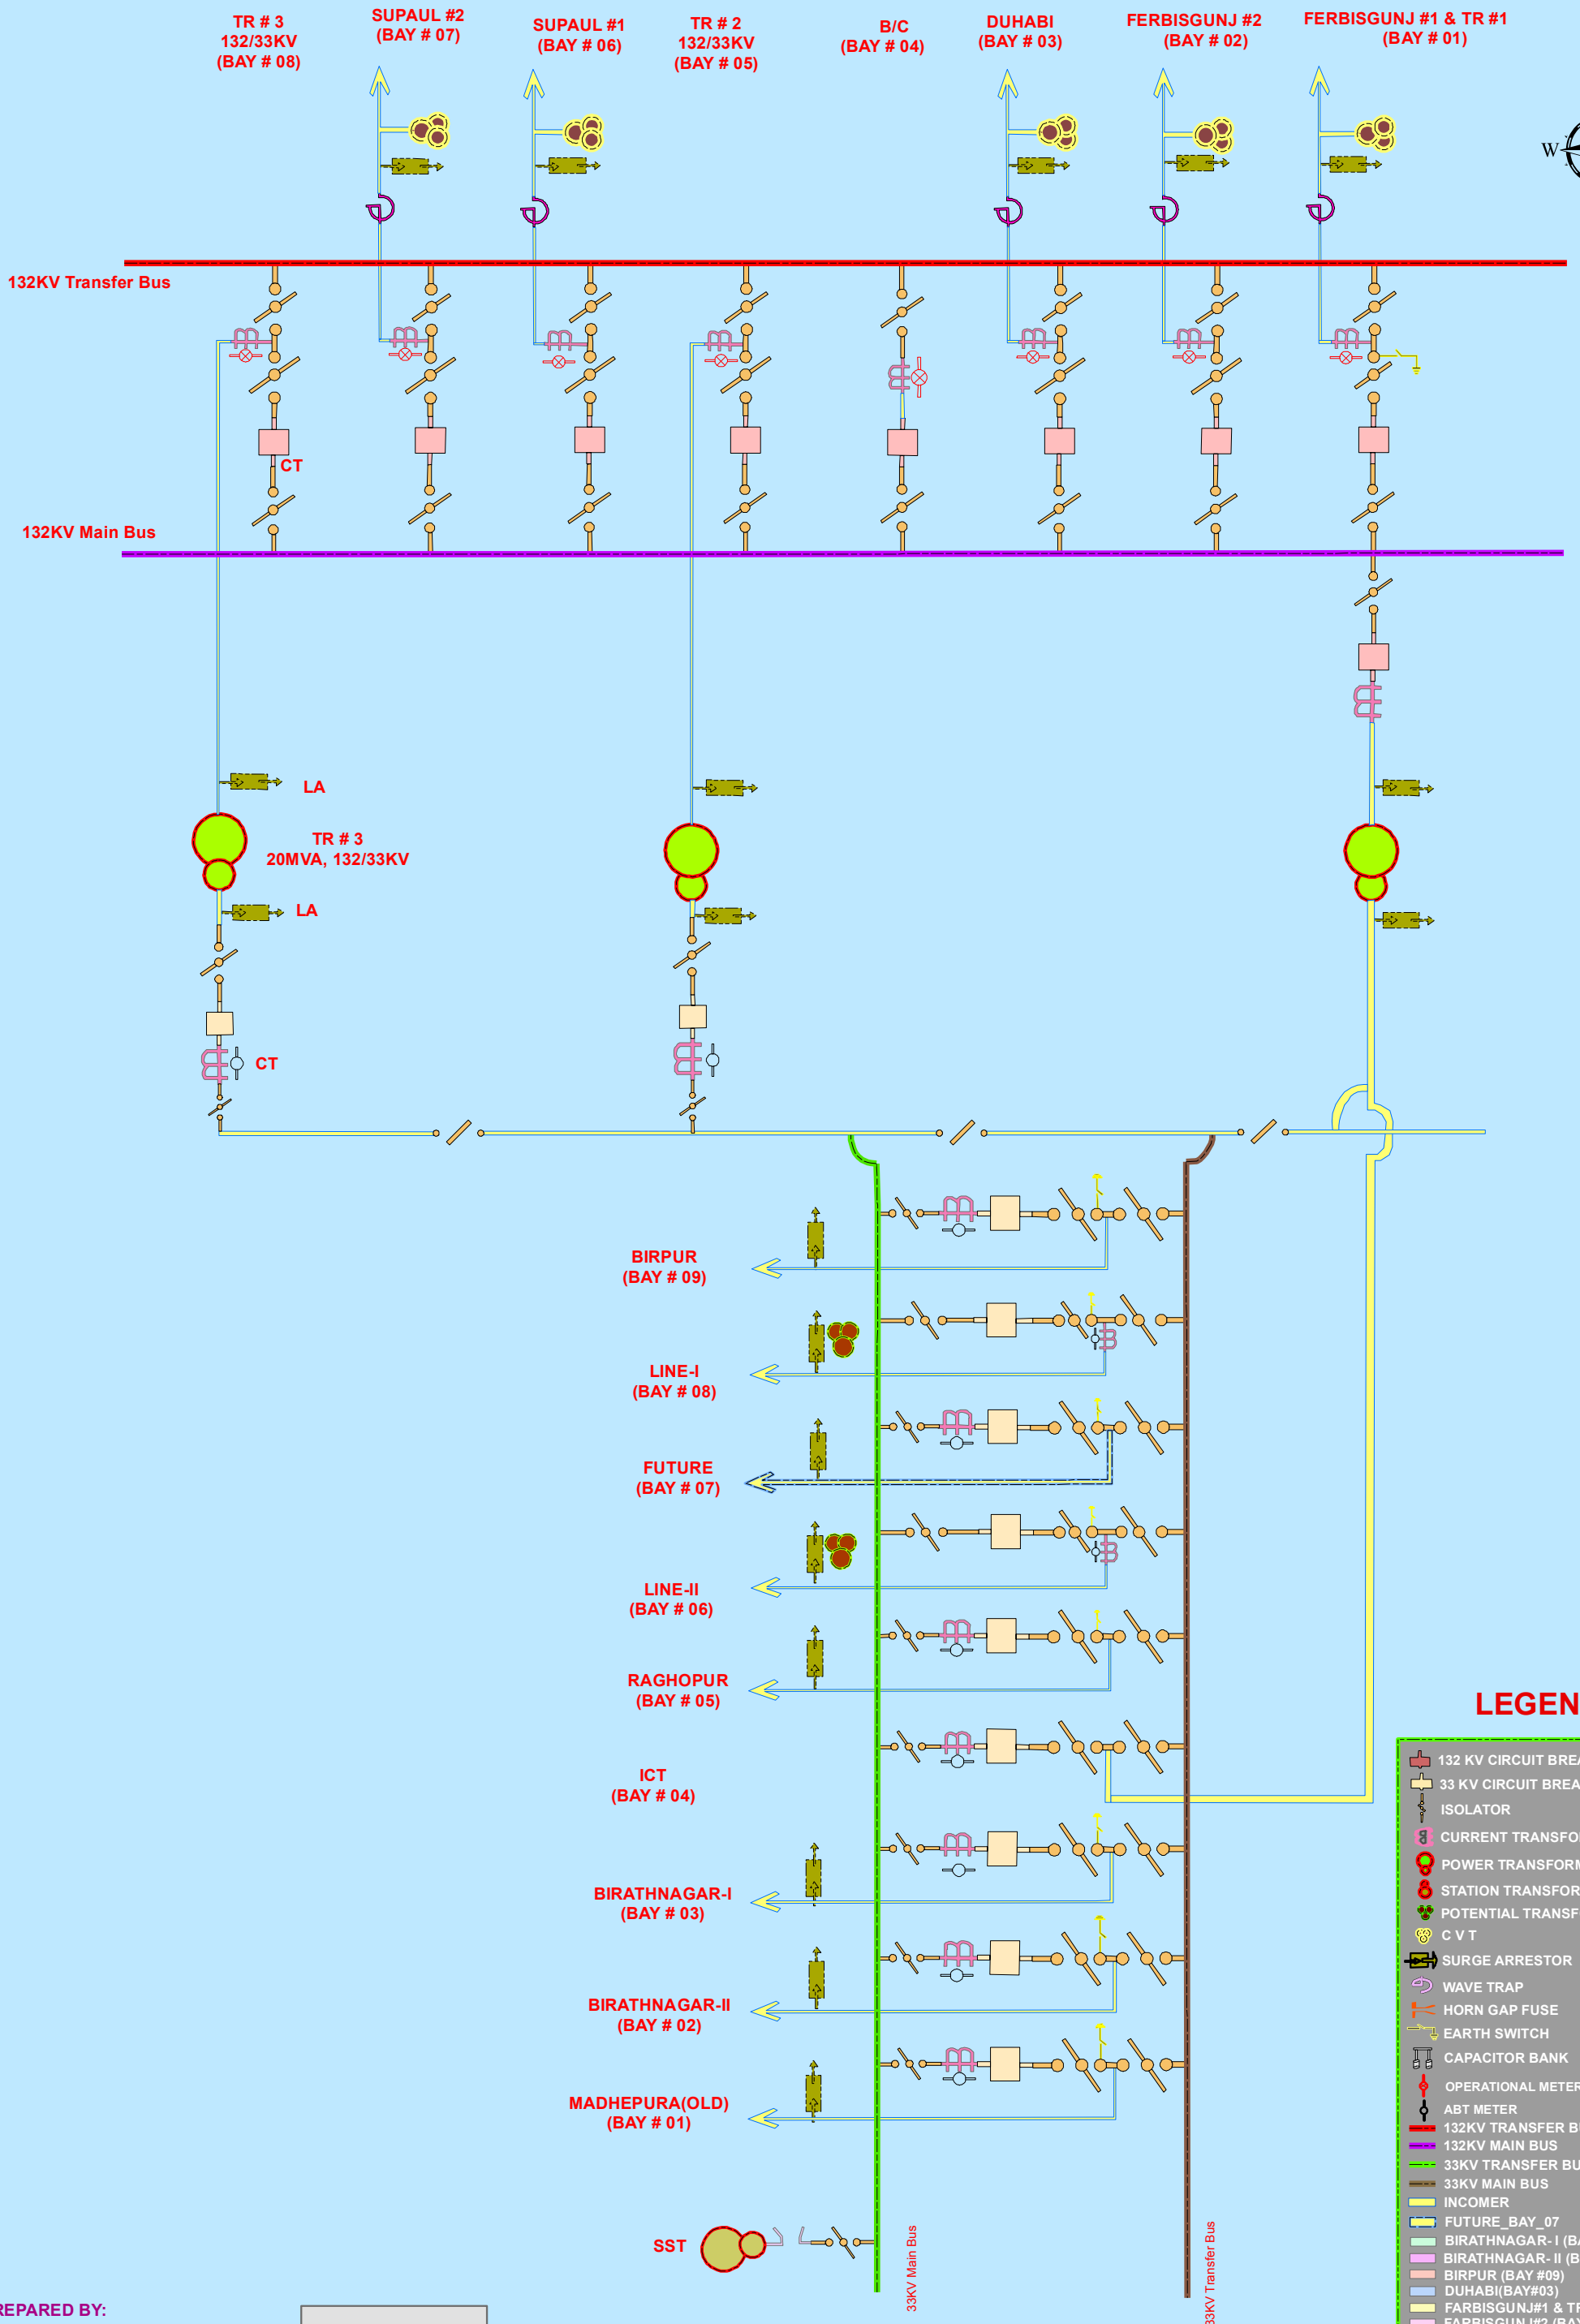 TR # 3
132/33KV
(BAY # 08)
SUPAUL #2
(BAY # 07)
SUPAUL #1
(BAY # 06)
TR # 2
132/33KV
(BAY # 05)
B/C
(BAY # 04)
DUHABI
(BAY # 03)
FERBISGUNJ #2
(BAY # 02)
FERBISGUNJ #1 & TR #1
(BAY # 01)
W
132KV Transfer Bus
CT
132KV Main Bus
LA
TR # 3
20MVA, 132/33KV
LA
CT
BIRPUR
(BAY # 09)
LINE-I
(BAY # 08)
FUTURE
(BAY # 07)
LINE-II
(BAY # 06)
RAGHOPUR
(BAY # 05)
ICT
(BAY # 04)
BIRATHNAGAR-I
(BAY # 03)
BIRATHNAGAR-II
(BAY # 02)
MADHEPURA(OLD)
(BAY # 01)
SST
33KV Main Bus
33KV Transfer Bus
LEGEN
132 KV CIRCUIT BREA
33 KV CIRCUIT BREA
ISOLATOR
CURRENT TRANSFO
POWER TRANSFORM
STATION TRANSFOR
POTENTIAL TRANSF
C V T
SURGE ARRESTOR
WAVE TRAP
HORN GAP FUSE
EARTH SWITCH
CAPACITOR BANK
OPERATIONAL METER
ABT METER
132KV TRANSFER BU
132KV MAIN BUS
33KV TRANSFER BU
33KV MAIN BUS
INCOMER
FUTURE_BAY_07
BIRATHNAGAR- I (BA
BIRATHNAGAR- II (B
BIRPUR (BAY #09)
DUHABI(BAY#03)
FARBISGUNJ#1 & TR
FARBISGUNJ#2 (BAY
REPARED BY: